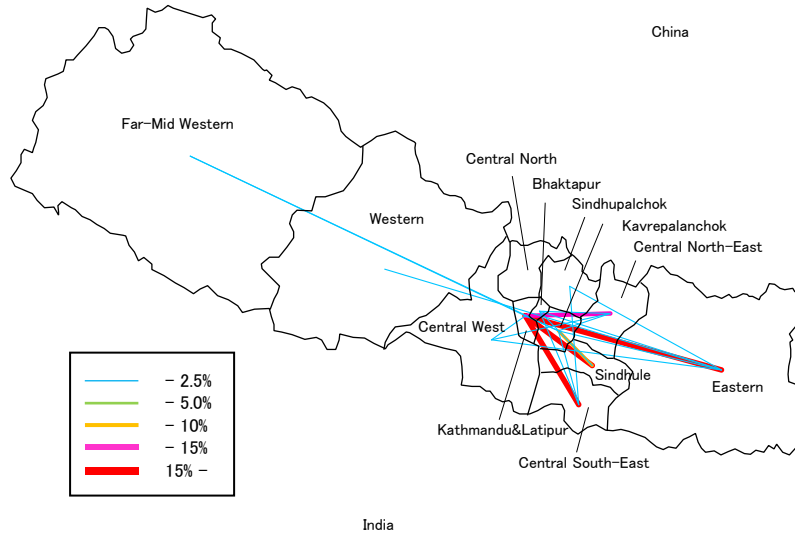 China
Far-Mid Western
Central North
Bhaktapur
Sindhupalchok
Western
Kavrepalanchok
Central North-East
Central West
Sindhule
Eastern
Kathmandu&Latipur
Central South-East
India
- 2.5%
- 5.0%
- 10%
- 15%
15% -